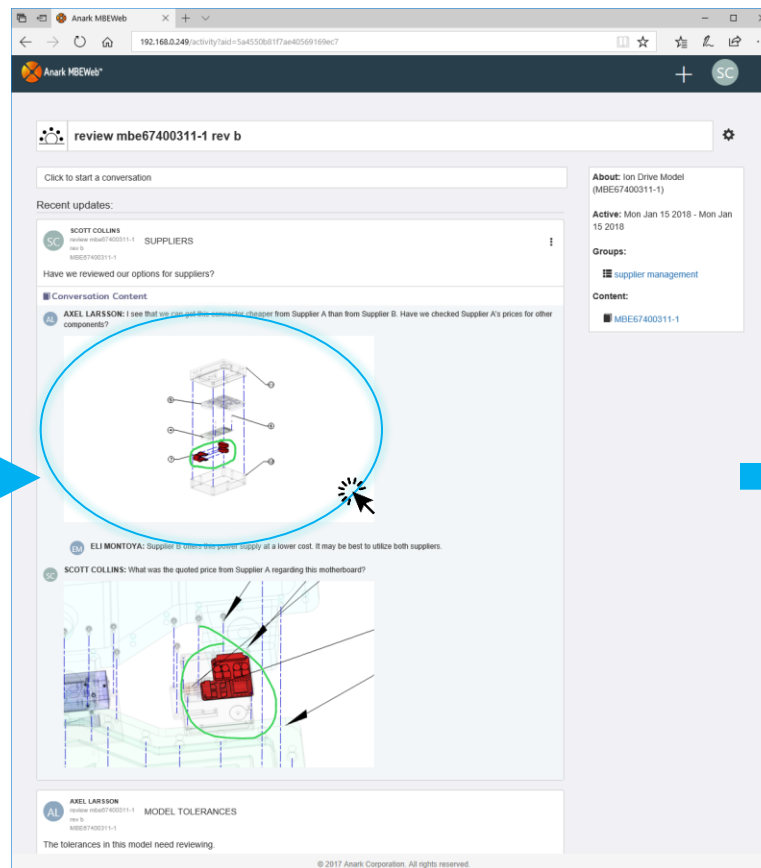 Anark MBEWeb
192.168.0.249/activity?aid=5a4550b81f7ae40569169ec7
Anark MBEWeb™
SC
review mbe67400311-1 rev b
Click to start a conversation
Recent updates:
SC
SCOTT COLLINS
review mbe67400311-1
rev b
MBE67400311-1
SUPPLIERS
Have we reviewed our options for suppliers?
Conversation Content
AL
AXEL LARSSON: I see that we can get this connector cheaper from Supplier A than from Supplier B. Have we checked Supplier A's prices for other
components?
EM
ELI MONTOYA: Supplier B offers this power supply at a lower cost. It may be best to utilize both suppliers.
SC
SCOTT COLLINS: What was the quoted price from Supplier A regarding this motherboard?
AL
AXEL LARSSON
review mbe67400311-1
rev b
MBE67400311-1
MODEL TOLERANCES
The tolerances in this model need reviewing.
About: Ion Drive Model
(MBE67400311-1)
Active: Mon Jan 15 2018 - Mon Jan
15 2018
Groups:
supplier management
Content:
MBE67400311-1
© 2017 Anark Corporation. All rights reserved.